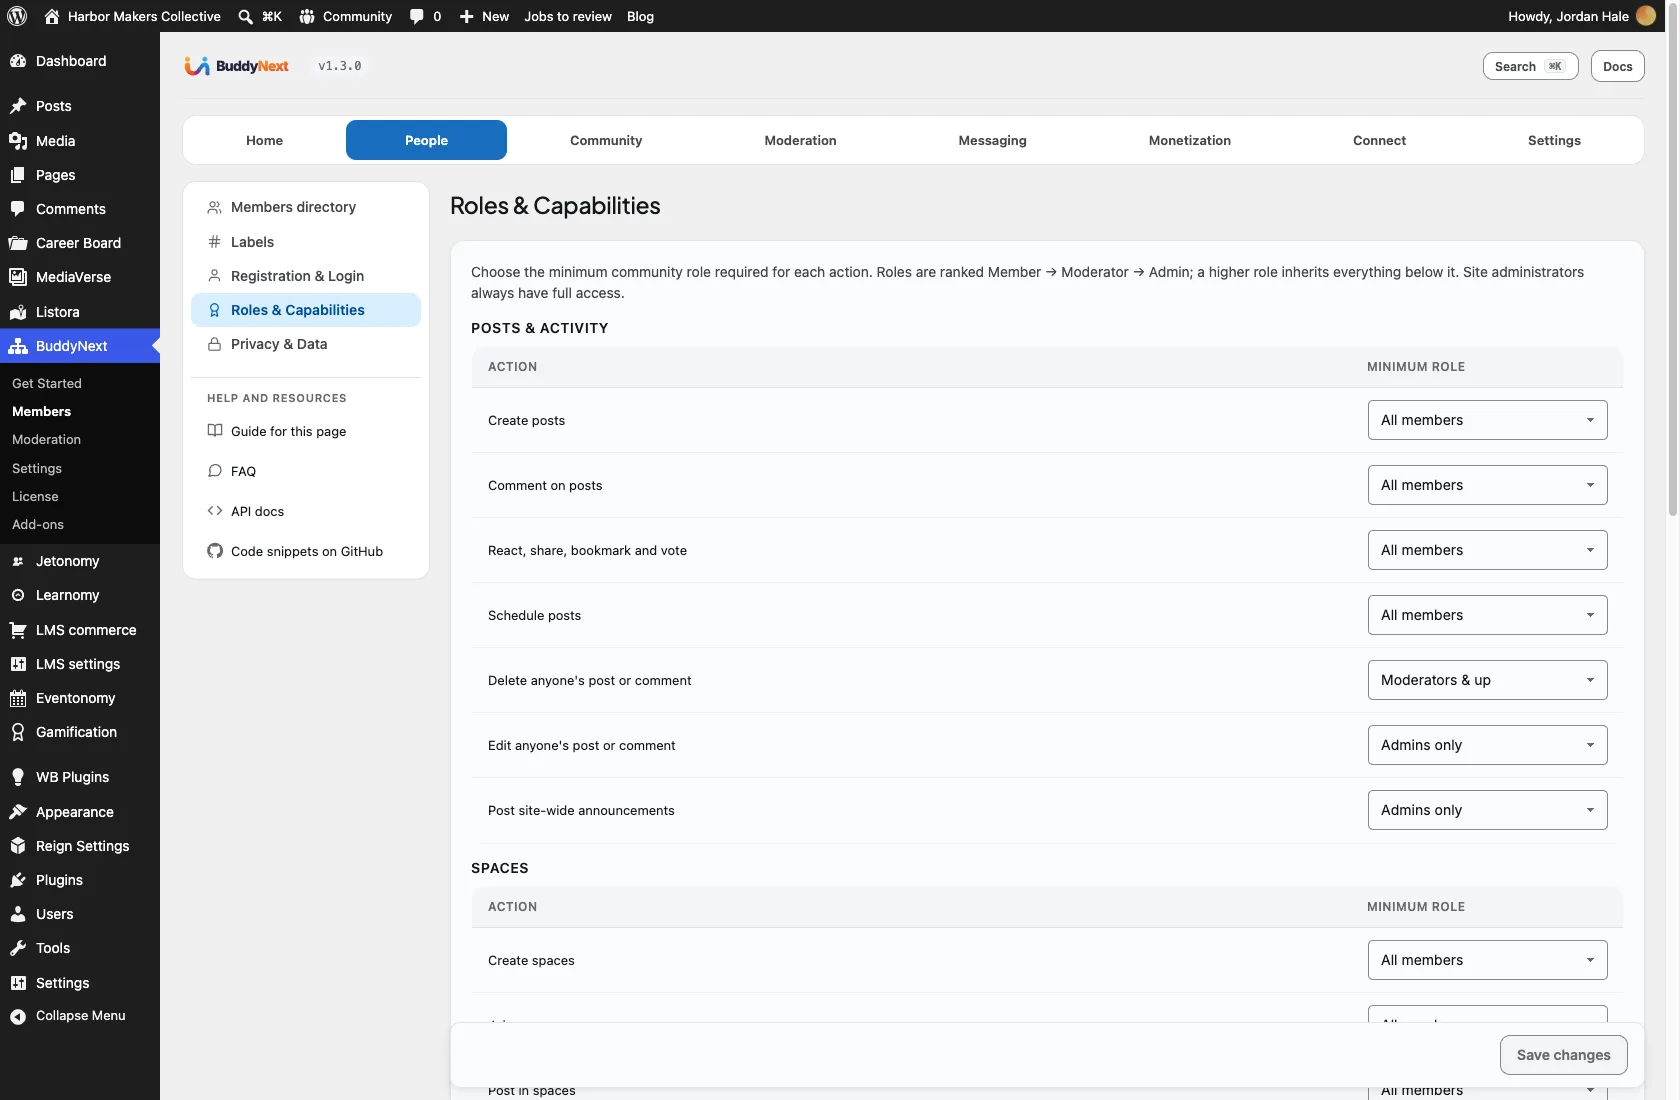 Harbor Makers Collective
⌘K
Community
0
New
Jobs to review
Blog
Howdy, Jordan Hale
Dashboard
Posts
Media
Pages
Comments
Career Board
MediaVerse
Listora
BuddyNext
Get Started
Members
Moderation
Settings
License
Add-ons
Jetonomy
Learnomy
LMS commerce
LMS settings
Eventonomy
Gamification
WB Plugins
Appearance
Reign Settings
Plugins
Users
Tools
Settings
Collapse Menu
BuddyNext
v1.3.0
Search ⌘K
Docs
Home
People
Community
Moderation
Messaging
Monetization
Connect
Settings
Members directory
Labels
Registration & Login
Roles & Capabilities
Privacy & Data
HELP AND RESOURCES
Guide for this page
FAQ
API docs
Code snippets on GitHub
Roles & Capabilities
Choose the minimum community role required for each action. Roles are ranked Member → Moderator → Admin; a higher role inherits everything below it. Site administrators
always have full access.
POSTS & ACTIVITY
ACTION MINIMUM ROLE
Create posts All members
Comment on posts All members
React, share, bookmark and vote All members
Schedule posts All members
Delete anyone's post or comment Moderators & up
Edit anyone's post or comment Admins only
Post site-wide announcements Admins only
SPACES
ACTION MINIMUM ROLE
Create spaces All members
Save changes
Post in spaces All members